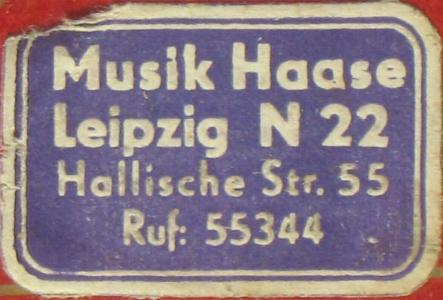 Musik Haase
Leipzig N 22
Hallische Str. 55
Ruf: 55344